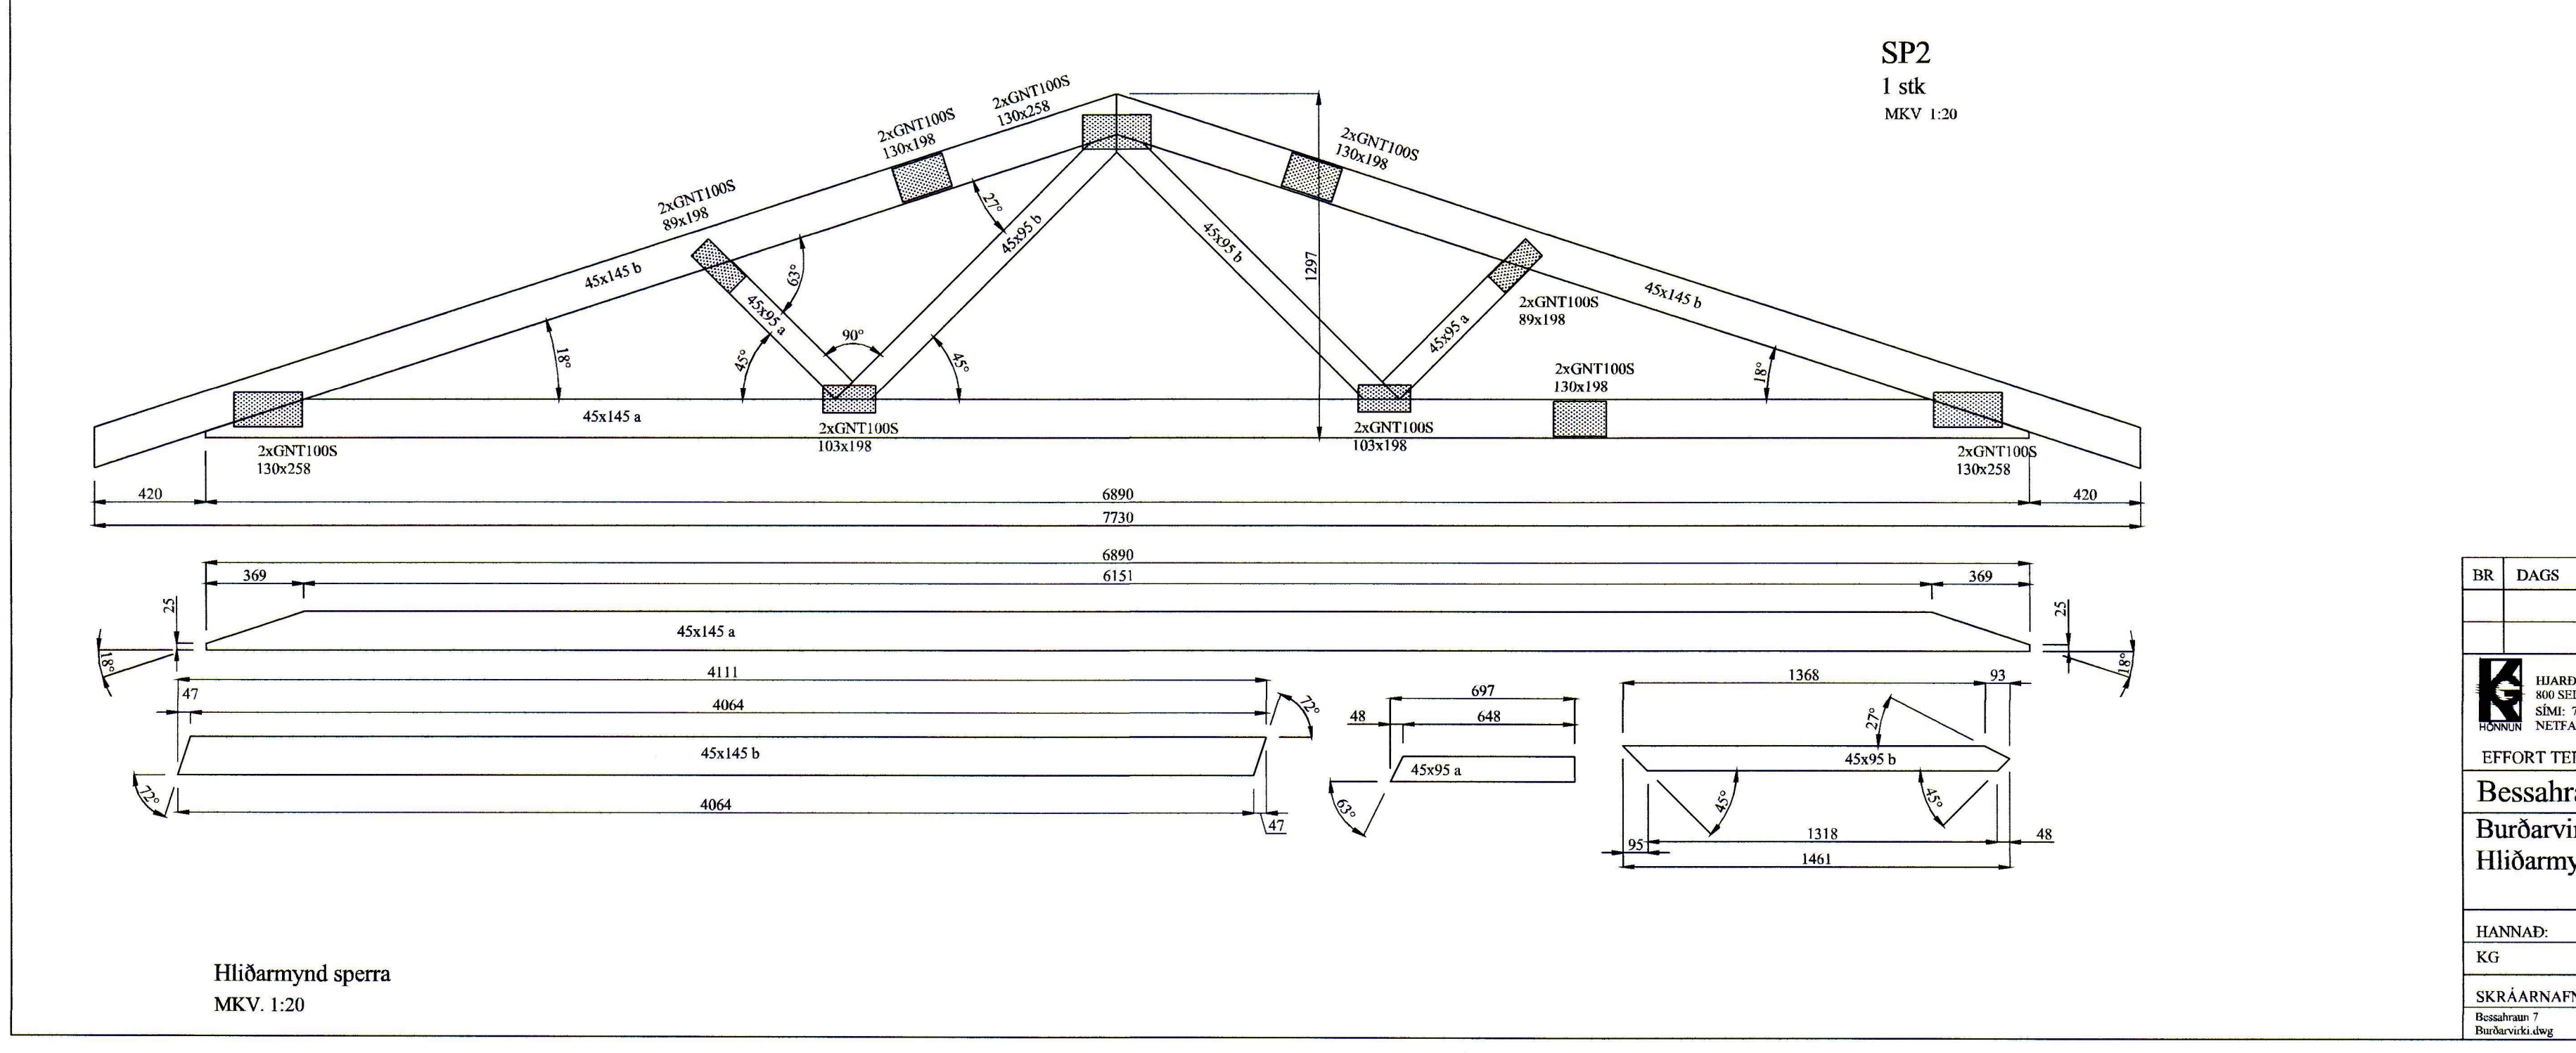 SP2
1 stk
MKV 1:20
2xGNT100S
130x258
2xGNT100S
130x198
2xGNT100S
89x198
2xGNT100S
130x198
45x145 b
45x95 a
45x95 b
45x95 b
45x95 a
45x145 b
27°
63°
90°
18°
45°
45°
18°
1297
2xGNT100S
89x198
2xGNT100S
130x198
45x145 a
2xGNT100S
130x258
2xGNT100S
103x198
2xGNT100S
103x198
2xGNT100S
130x258
420
6890
420
7730
6890
369
6151
369
25
25
45x145 a
18°
18°
4111
47
4064
72°
45x145 b
72°
4064
47
697
48
648
45x95 a
63°
1368
93
27°
45x95 b
45°
45°
1318
48
95
1461
Hliðarmynd sperra
MKV. 1:20
BR DAGS
KG
HÖNNUN
800
SÍMI: 7
EFFORT
HANNAÐ:
KG
Bessahraun 7
Burðarvirki.dwg